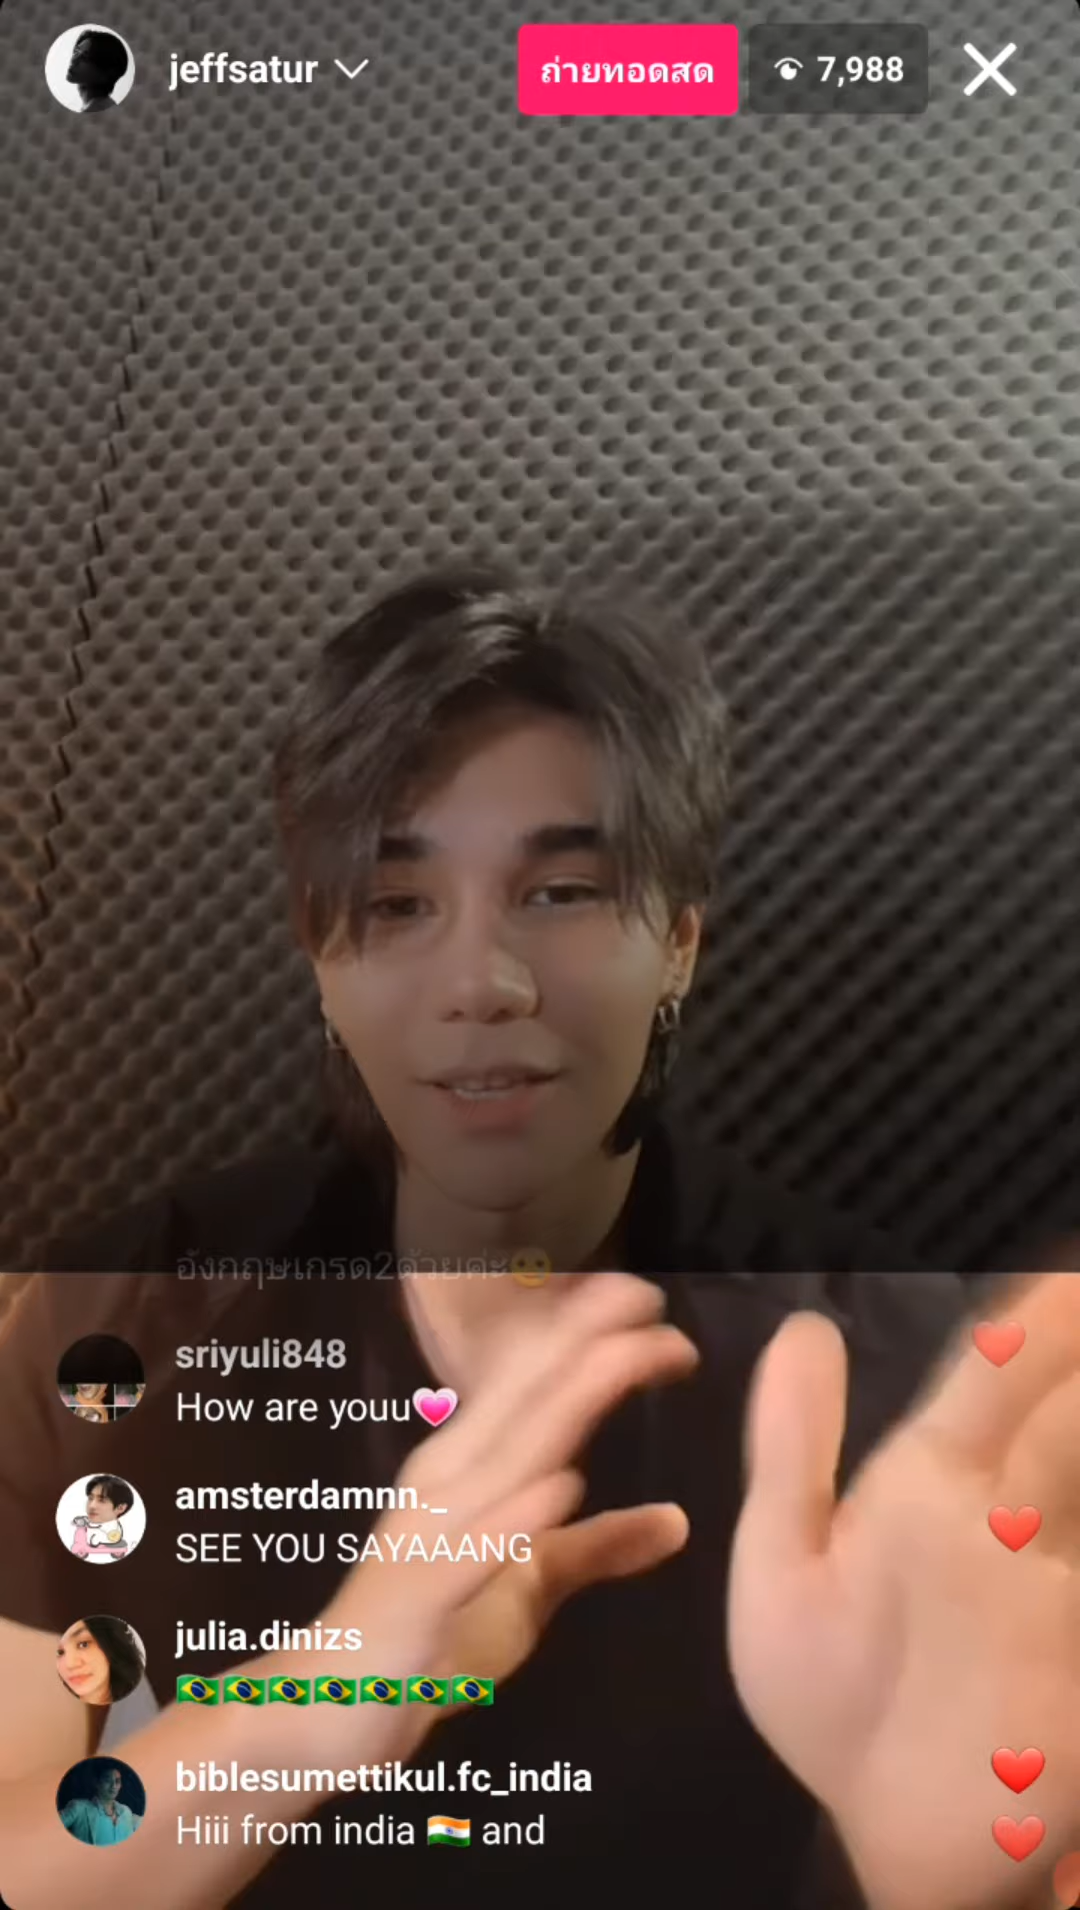 jeffsatur
ถ่ายทอดสด
7,988
อังกฤษเกรด2ด้วยค่ะ😐
sriyuli848
How are youu💗
amsterdamnn._
SEE YOU SAYAAANG
julia.dinizs
🇧🇷🇧🇷🇧🇷🇧🇷🇧🇷🇧🇷🇧🇷
biblesumettikul.fc_india
Hiii from india 🇮🇳 and